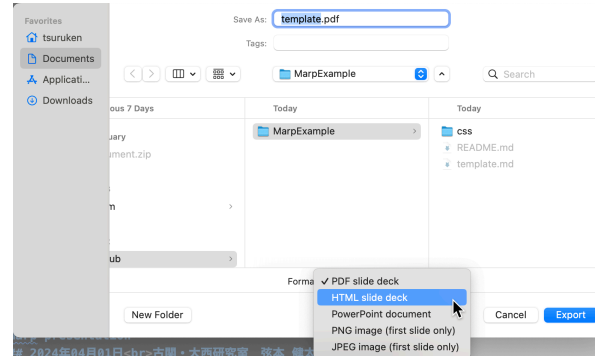 Favorites
tsuruken
Documents
Applicati...
Downloads
Save As: template.pdf
Tags:
MarpExample
Search
ous 7 Days
Today
Today
uary
ument.zip
m
ub
MarpExample
css
README.md
template.md
Forma
PDF slide deck
HTML slide deck
PowerPoint document
PNG image (first slide only)
JPEG image (first slide only)
New Folder
Cancel
Export
# 2024年04月01日<br>古関・大西研究室